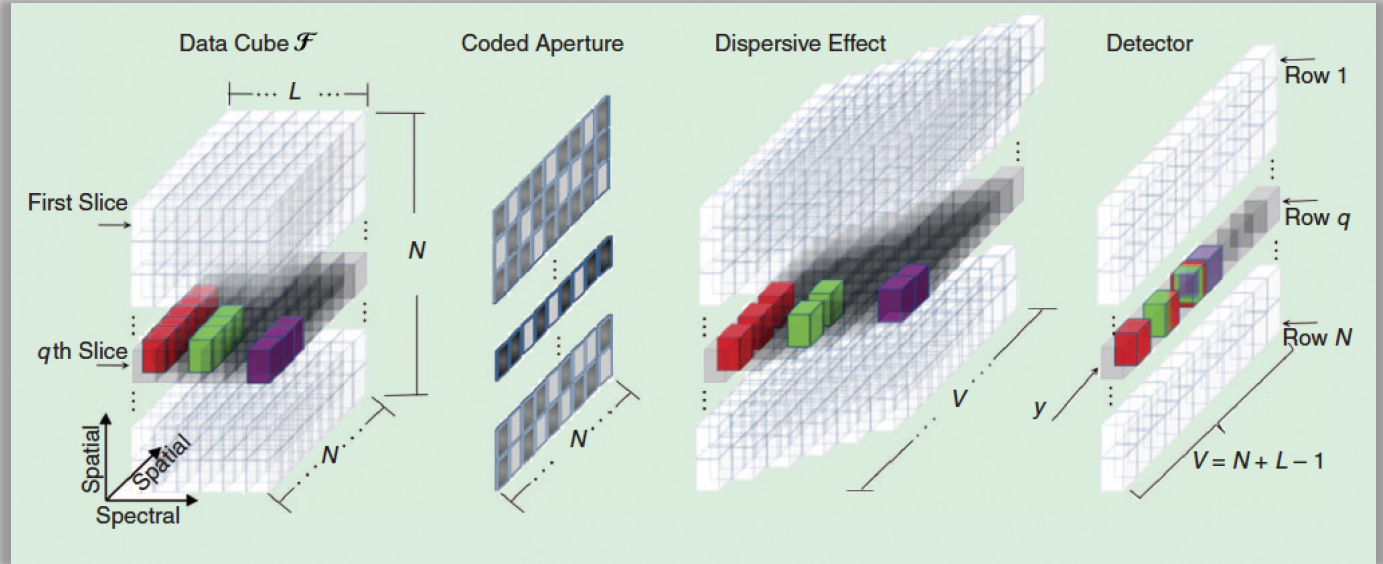 Data Cube ℱ
Coded Aperture
Dispersive Effect
Detector
L
Row 1
First Slice
N
Row q
qth Slice
Row N
V
y
N
N
V = N + L − 1
Spatial
Spatial
Spectral